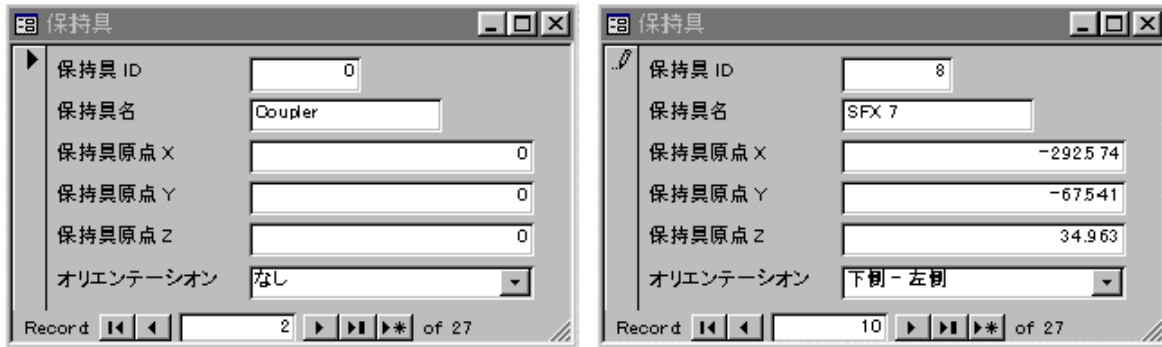 保持具
保持具 ID
0
保持具名
Coupler
保持具原点 X
0
保持具原点 Y
0
保持具原点 Z
0
オリエンテーシオン
なし
Record:
2
of 27
保持具
保持具 ID
8
保持具名
SFX 7
保持具原点 X
-292.574
保持具原点 Y
-67.541
保持具原点 Z
34.963
オリエンテーシオン
下側 - 左側
Record:
10
of 27